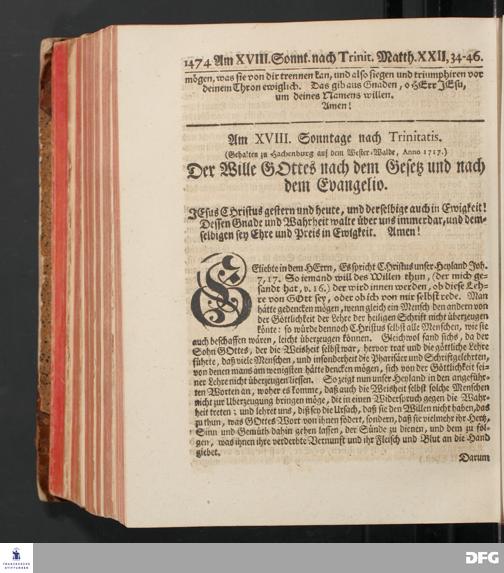 1474 Am XVIII. Sonnt. nach Trinit. Matth. XXII, 34-46.
mögen, was sie von dir trennen kan, und also siegen und triumphiren vor
deinem Thron ewiglich. Das gib aus Gnaden, o HErr JEsu,
um deines Namens willen.
Amen!
Am XVIII. Sonntage nach Trinitatis.
(Gehalten zu Hachenburg auf dem Wester-Walde, Anno 1717.)
Der Wille GOttes nach dem Gesetz und nach
dem Evangelio.
JEsus CHristus gestern und heute, und derselbige auch in Ewigkeit!
Dessen Gnade und Wahrheit walte über uns immerdar, und dem-
selbigen sey Ehre und Preis in Ewigkeit. Amen!
GEliebte in dem HErrn, Es spricht CHristus unser Heyland Joh.
7, 17. So iemand will des Willen thun, (der mich ge-
sandt hat, v. 16.) der wird innen werden, ob diese Leh-
re von GOtt sey, oder ob ich von mir selbst rede. Man
hätte gedencken mögen, wenn gleich ein Mensch den andern von
der Göttlichkeit der Lehre der heiligen Schrift nicht überzeugen
könte: so würde dennoch CHristus selbst alle Menschen, wie sie
auch beschaffen wären, leicht überzeugen können. Gleichwol fand sichs, da der
Sohn GOttes, der die Weisheit selbst war, hervor trat und die göttliche Lehre
führete, daß viele Menschen, und insonderheit die Pharisäer und Schriftgelehrten,
von denen mans am wenigsten hätte dencken mögen, sich von der Göttlichkeit sei-
ner Lehre nicht überzeugen liessen. So zeigt nun unser Heyland in den angeführ-
ten Worten an, woher es komme, daß auch die Weisheit selbst solche Menschen
nicht zur Uberzeugung bringen möge, die in einen Widerspruch gegen die Wahr-
heit treten; und lehret uns, diß sey die Ursach, daß sie den Willen nicht haben, das
zu thun, was GOttes Wort von ihnen fodert, sondern, daß sie vielmehr ihr Hertz,
Sinn und Gemüth dahin geben lassen, der Sünde zu dienen, und dem zu fol-
gen, was ihnen ihre verderbte Vernunft und ihr Fleisch und Blut an die Hand
giebet.
Darum
FRANCKESCHE
STIFTUNGEN
DFG